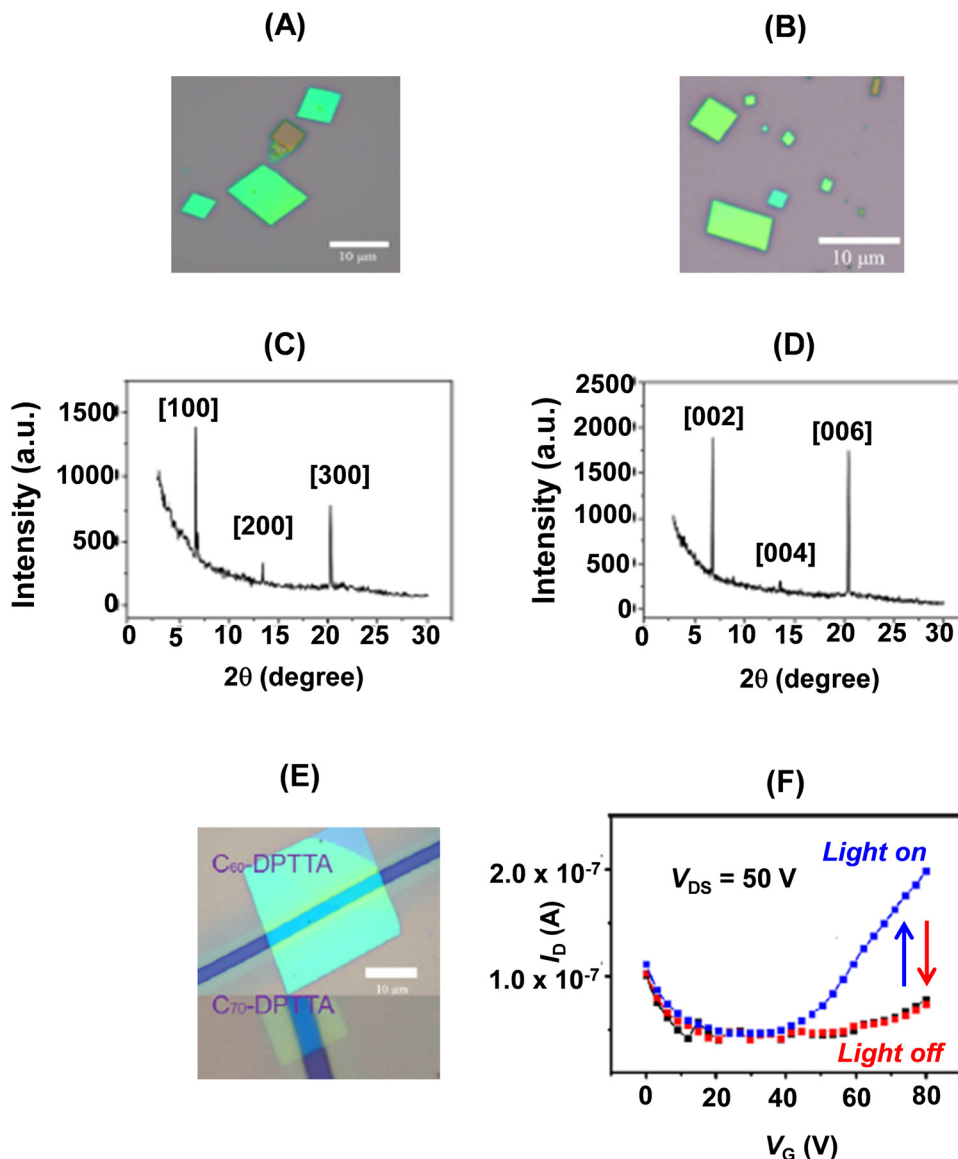 (A)
(B)
10 μm
10 μm
(C)
(D)
Intensity (a.u.)
1500
1000
500
0
[100]
[200]
[300]
0 5 10 15 20 25 30
2θ (degree)
Intensity (a.u.)
2500
2000
1500
1000
500
0
[002]
[004]
[006]
0 5 10 15 20 25 30
2θ (degree)
(E)
(F)
C60-DPTTA
10 μm
C70-DPTTA
I_D (A)
2.0 x 10⁻⁷
1.0 x 10⁻⁷
V_DS = 50 V
Light on
Light off
0 20 40 60 80
V_G (V)